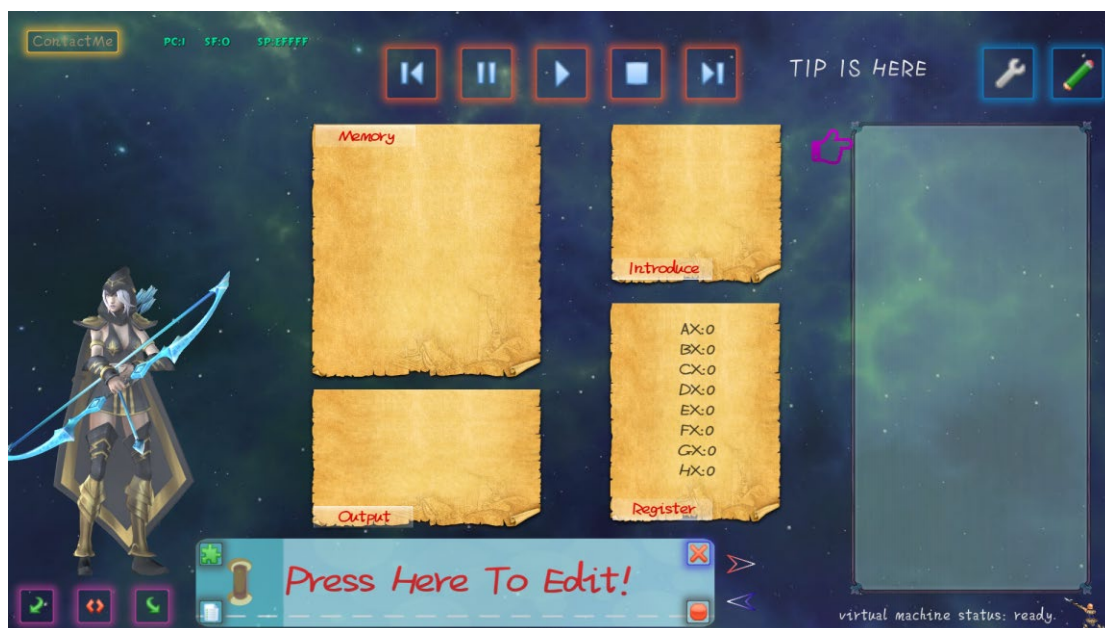 ContactMe
PC:1 SF:0 SP:EFFFF
TIP IS HERE
Memory
Introduce
AX:0
BX:0
CX:0
DX:0
EX:0
FX:0
GX:0
HX:0
Output
Register
Press Here To Edit!
virtual machine status: ready.